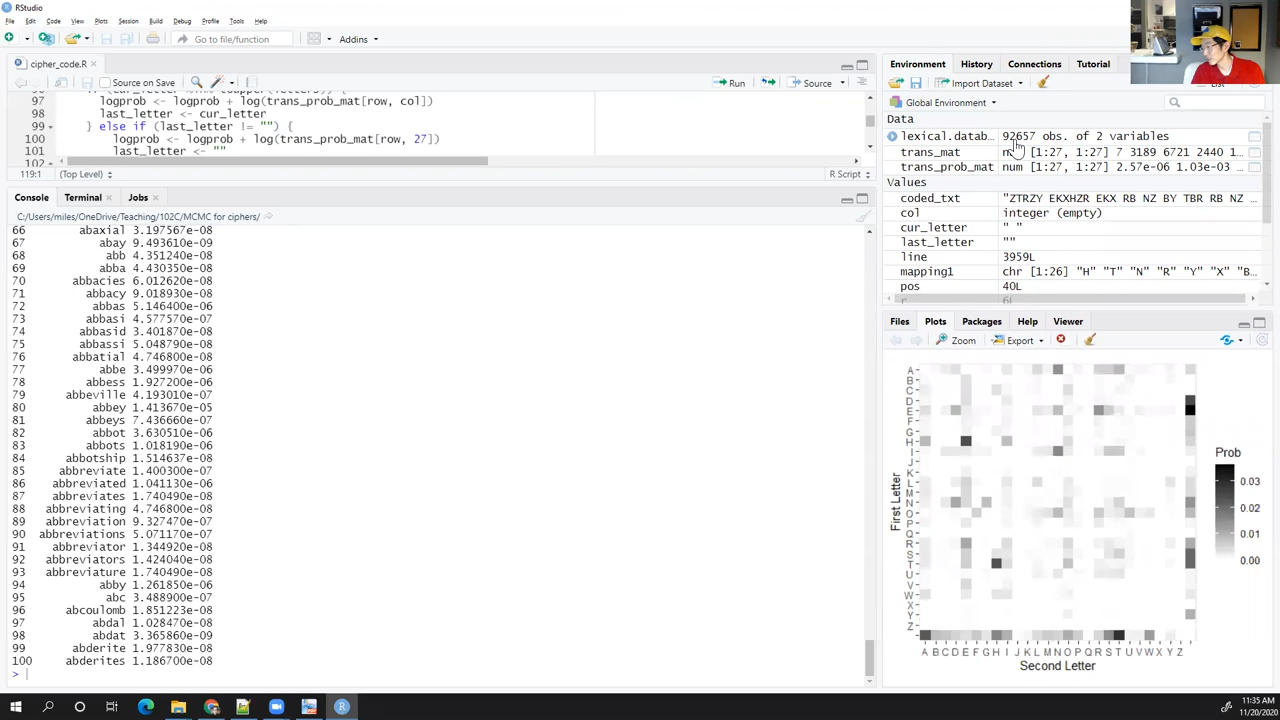 RStudio
File Edit Code View Plots Session Build Debug Profile Tools Help
Go to file/function Addins
cipher_code.R
Source on Save Run Source
97 logprob <- logprob + log(trans_prob_mat[row, col])
98 last_letter <- cur_letter
99 } else if (last_letter != "") {
100 logprob <- logprob + log(trans_prob_mat[row, 27])
101 last_letter <- ""
102
119:1 (Top Level) R Script
Console Terminal Jobs
C:/Users/miles/OneDrive/Teaching/102C/MCMC for ciphers/
66 abaxial 3.197567e-08
67 abay 9.493610e-09
68 abb 4.351240e-08
69 abba 4.430350e-08
70 abbacies 6.012620e-08
71 abbacy 9.018930e-08
72 abbas 5.146400e-06
73 abbasi 4.577570e-07
74 abbasid 3.401870e-08
75 abbassi 5.048790e-08
76 abbatial 4.746800e-08
77 abbe 3.499970e-06
78 abbess 1.927200e-06
79 abbeville 4.193010e-07
80 abbey 1.413670e-05
81 abbeys 7.436660e-07
82 abbot 3.630510e-06
83 abbots 1.018190e-06
84 abbotship 1.514637e-08
85 abbreviate 1.400300e-07
86 abbreviated 1.041130e-06
87 abbreviates 1.740490e-08
88 abbreviating 4.746800e-08
89 abbreviation 9.327470e-07
90 abbreviations 5.071170e-07
91 abbreviator 1.344920e-08
92 abbreviators 1.424040e-08
93 abbreviature 1.740490e-08
94 abby 1.261850e-06
95 abc 3.498890e-06
96 abcoulomb 1.851223e-08
97 abdal 1.028470e-08
98 abdat 3.365860e-09
99 abderite 1.977830e-08
100 abderites 1.186700e-08
>
Environment History Connections Tutorial
Import Dataset List
Global Environment
Data
lexical.datab... 92657 obs. of 2 variables
trans_mat [1:27, 1:27] 7 3189 6721 2440 1...
trans_prob_mat num [1:27, 1:27] 2.57e-06 1.03e-03 ...
Values
coded_txt "ZTRZY EKXHZR EKX RB NZ BY TBR RB NZ ...
col integer (empty)
cur_letter " "
last_letter ""
line 3959L
mapping1 chr [1:26] "H" "T" "N" "R" "Y" "X" "B...
pos 40L
r 6L
Files Plots Packages Help Viewer
Zoom Export
First Letter
A
B
C
D
E
F
G
H
I
J
K
L
M
N
O
P
Q
R
S
T
U
V
W
X
Y
Z
A B C D E F G H I J K L M N O P Q R S T U V W X Y Z
Second Letter
Prob
0.03
0.02
0.01
0.00
11:35 AM
11/20/2020